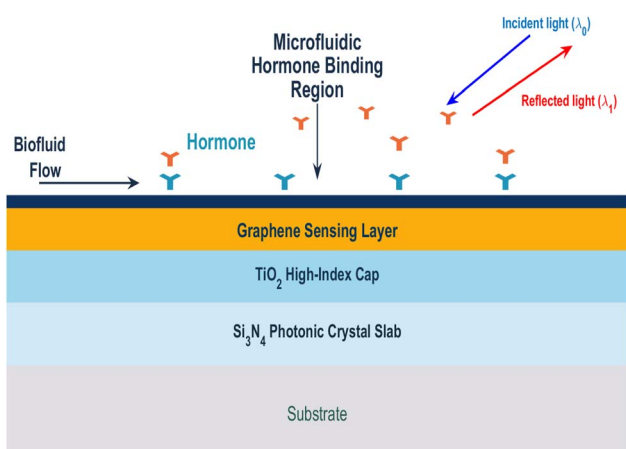 Incident light (λ₀)
Microfluidic
Hormone Binding
Region
Reflected light (λ₁)
Biofluid
Flow
Hormone
Graphene Sensing Layer
TiO₂ High-Index Cap
Si₃N₄ Photonic Crystal Slab
Substrate